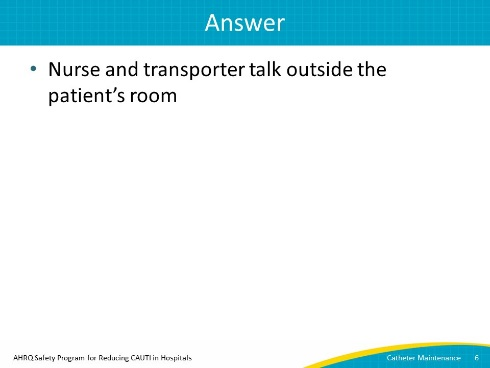 Answer
• Nurse and transporter talk outside the
patient’s room
AHRQ Safety Program for Reducing CAUTI in Hospitals
Catheter Maintenance 6